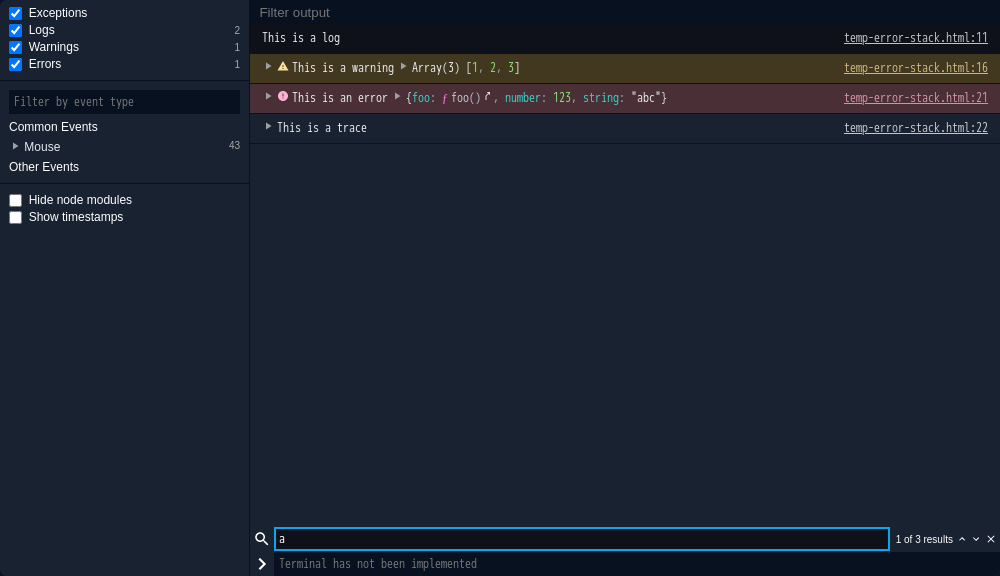 Exceptions
Logs 2
Warnings 1
Errors 1
Filter by event type
Common Events
Mouse 43
Other Events
Hide node modules
Show timestamps
Filter output
This is a log temp-error-stack.html:11
This is a warning Array(3) [1, 2, 3] temp-error-stack.html:16
This is an error {foo: ƒ foo(), number: 123, string: "abc"} temp-error-stack.html:21
This is a trace temp-error-stack.html:22
a 1 of 3 results
Terminal has not been implemented